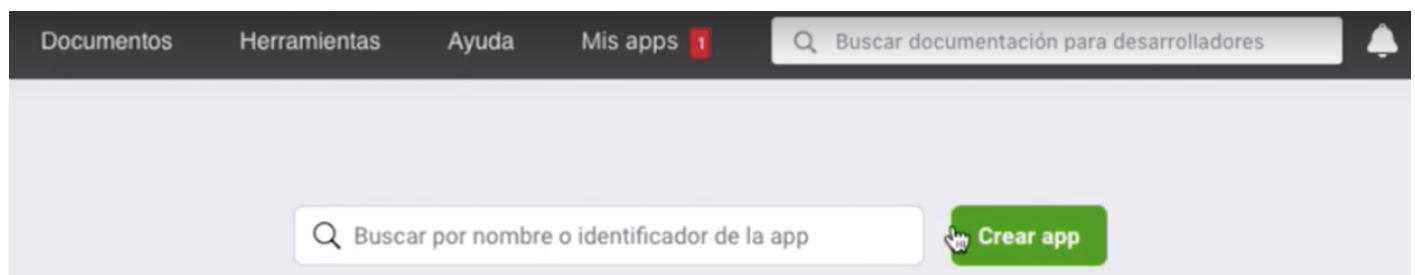 Documentos Herramientas Ayuda Mis apps 1 Buscar documentación para desarrolladores
Buscar por nombre o identificador de la app Crear app